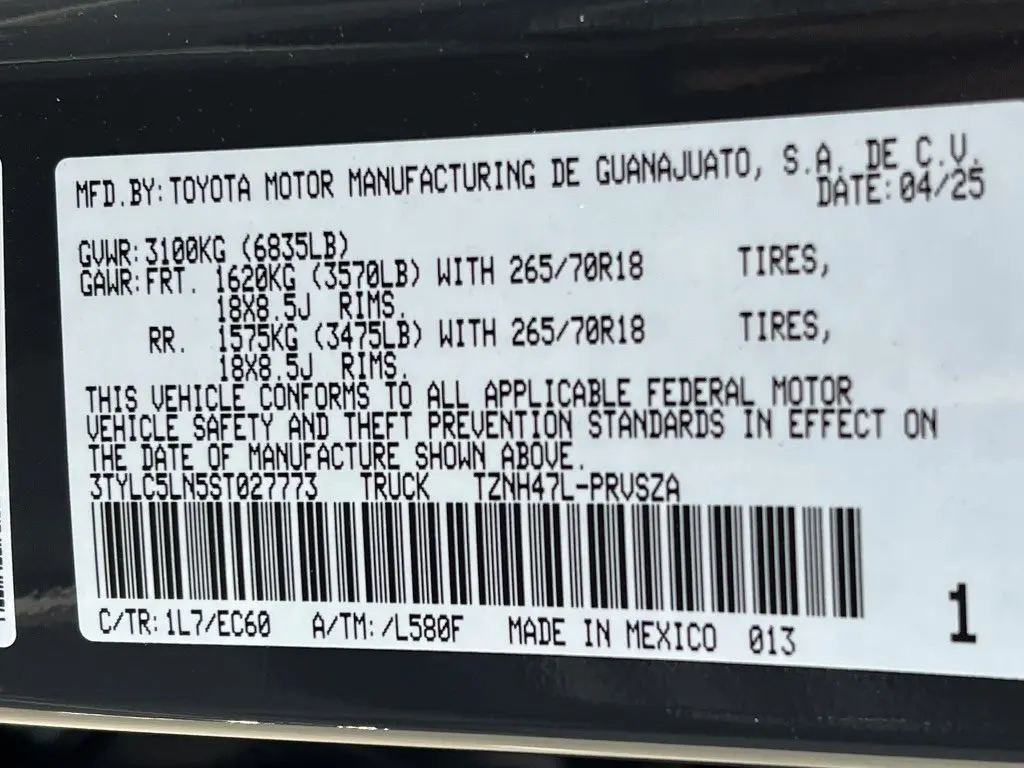 MFD.BY:TOYOTA MOTOR MANUFACTURING DE GUANAJUATO, S.A. DE C.V.
DATE:04/25
GVWR:3100KG (6835LB)
GAWR:FRT. 1620KG (3570LB) WITH 265/70R18 TIRES,
18X8.5J RIMS.
RR. 1575KG (3475LB) WITH 265/70R18 TIRES,
18X8.5J RIMS.
THIS VEHICLE CONFORMS TO ALL APPLICABLE FEDERAL MOTOR
VEHICLE SAFETY AND THEFT PREVENTION STANDARDS IN EFFECT ON
THE DATE OF MANUFACTURE SHOWN ABOVE.
3TYLC5LN5ST027773 TRUCK TZNH47L-PRVSZA
C/TR:1L7/EC60 A/TM:/L580F MADE IN MEXICO 013
1